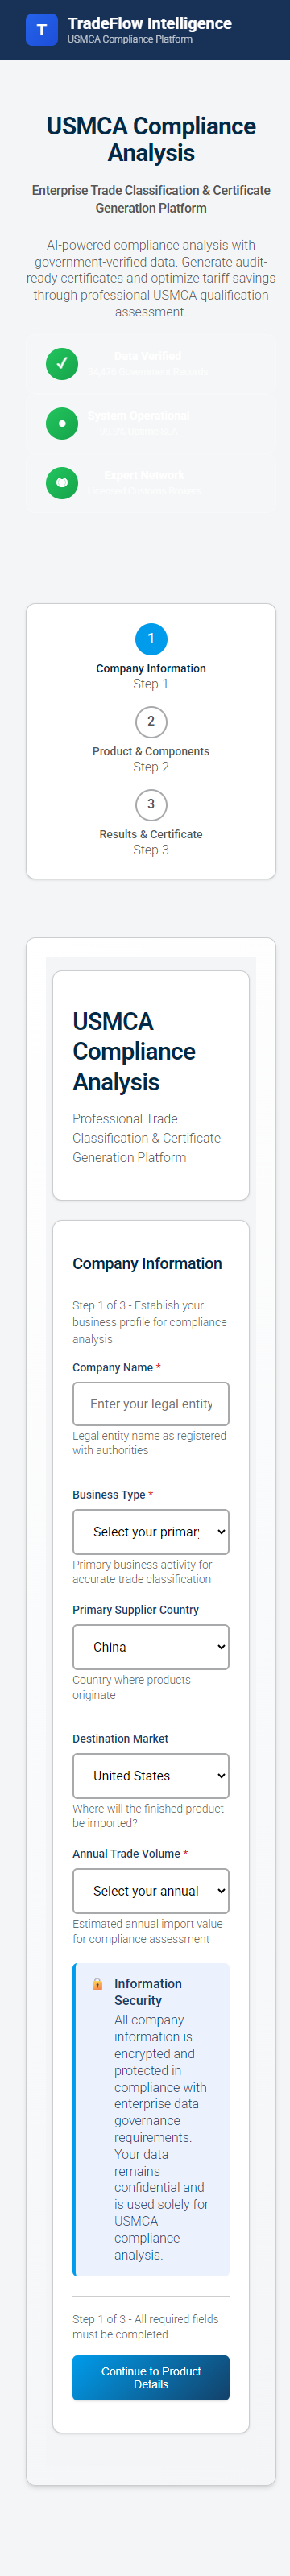 T
TradeFlow Intelligence
USMCA Compliance Platform
USMCA Compliance
Analysis
Enterprise Trade Classification & Certificate
Generation Platform
AI-powered compliance analysis with
government-verified data. Generate audit-
ready certificates and optimize tariff savings
through professional USMCA qualification
assessment.
Data Verified
System Operational
Expert Network
1
Company Information
Step 1
2
Product & Components
Step 2
3
Results & Certificate
Step 3
USMCA
Compliance
Analysis
Professional Trade
Classification & Certificate
Generation Platform
Company Information
Step 1 of 3 - Establish your
business profile for compliance
analysis
Company Name *
Enter your legal entity
Legal entity name as registered
with authorities
Business Type *
Select your primar
Primary business activity for
accurate trade classification
Primary Supplier Country
China
Country where products
originate
Destination Market
United States
Where will the finished product
be imported?
Annual Trade Volume *
Select your annual
Estimated annual import value
for compliance assessment
Information
Security
All company
information is
encrypted and
protected in
compliance with
enterprise data
governance
requirements.
Your data
remains
confidential and
is used solely for
USMCA
compliance
analysis.
Step 1 of 3 - All required fields
must be completed
Continue to Product
Details